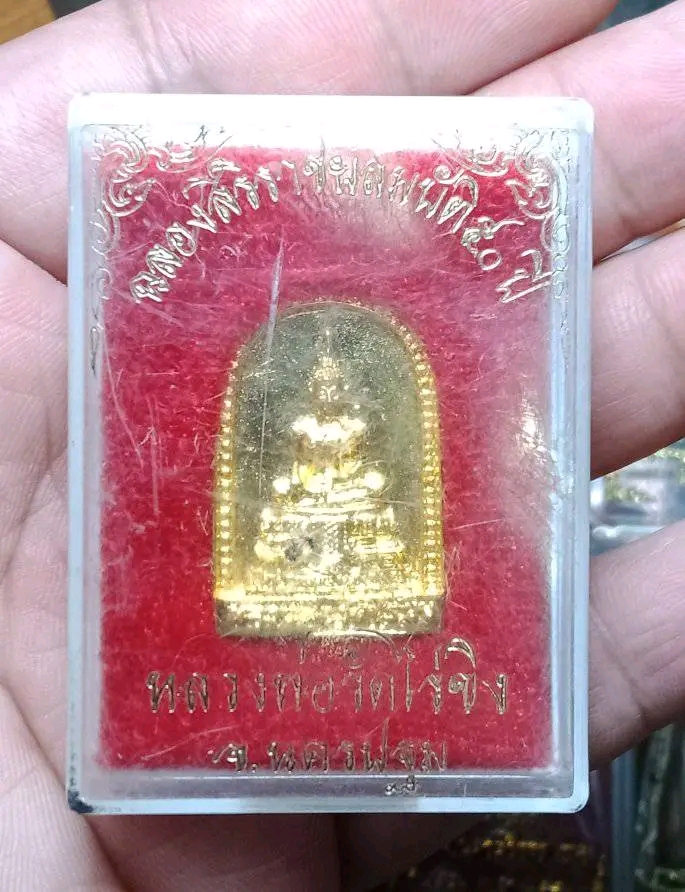 ฉลองสิริราชสมบัติ ๕๐ ปี
หลวงพ่อวัดไร่ขิง
จ.นครปฐม